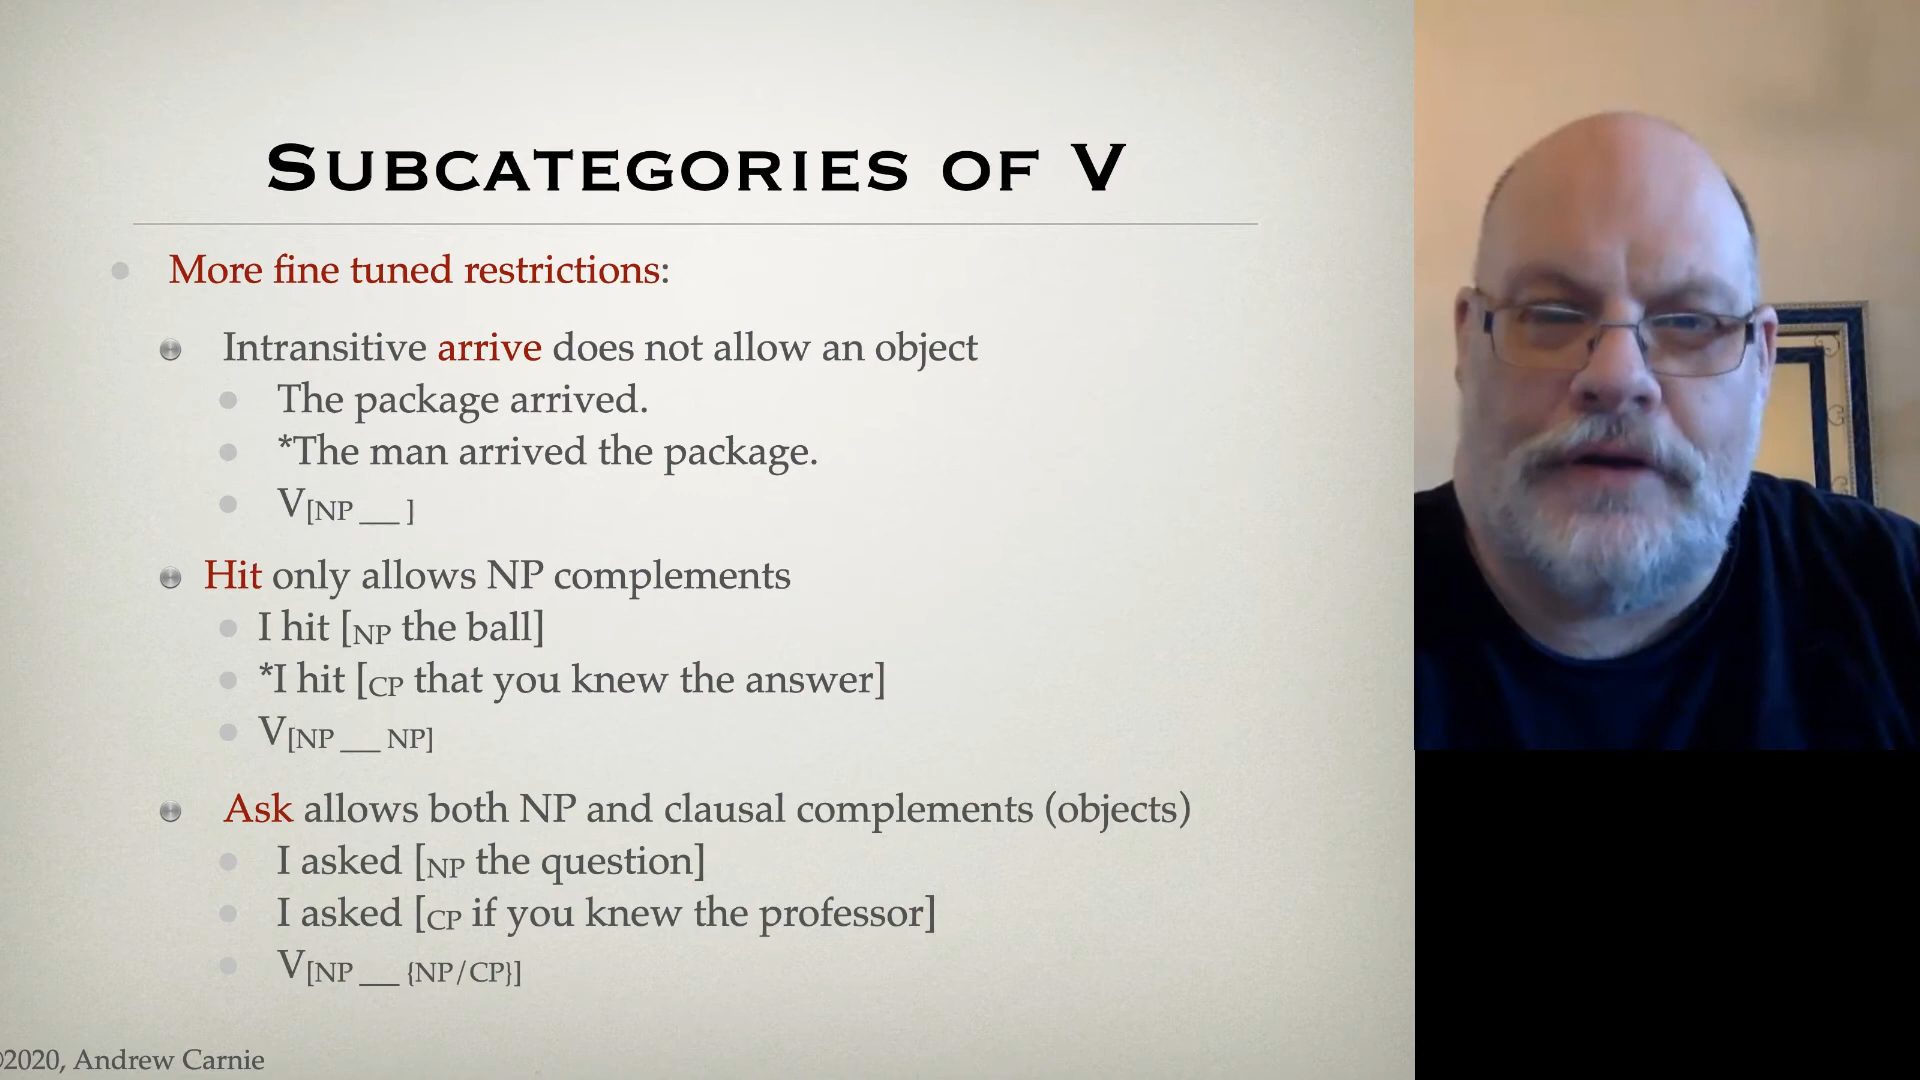 SUBCATEGORIES OF V
More fine tuned restrictions:
Intransitive arrive does not allow an object
The package arrived.
*The man arrived the package.
V[NP ___ ]
Hit only allows NP complements
I hit [NP the ball]
*I hit [CP that you knew the answer]
V[NP ___ NP]
Ask allows both NP and clausal complements (objects)
I asked [NP the question]
I asked [CP if you knew the professor]
V[NP ___ {NP/CP}]
©2020, Andrew Carnie